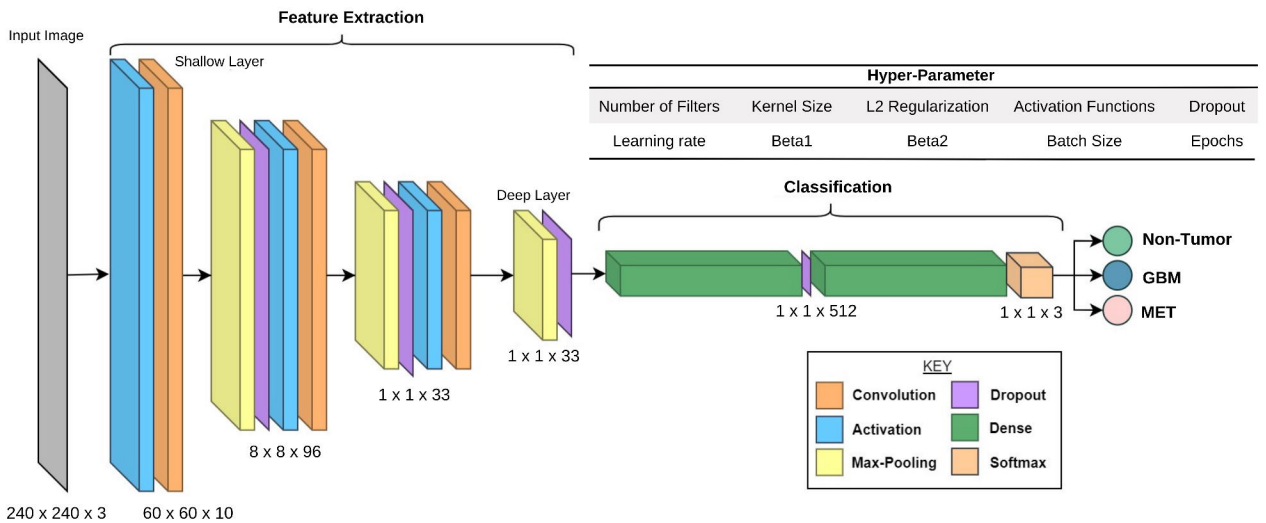 Feature Extraction
Input Image
Shallow Layer
Hyper-Parameter
Number of Filters Kernel Size L2 Regularization Activation Functions Dropout
Learning rate Beta1 Beta2 Batch Size Epochs
Deep Layer
Classification
Non-Tumor
GBM
MET
1 x 1 x 512
1 x 1 x 3
1 x 1 x 33
1 x 1 x 33
8 x 8 x 96
240 x 240 x 3
60 x 60 x 10
KEY
Convolution Dropout
Activation Dense
Max-Pooling Softmax